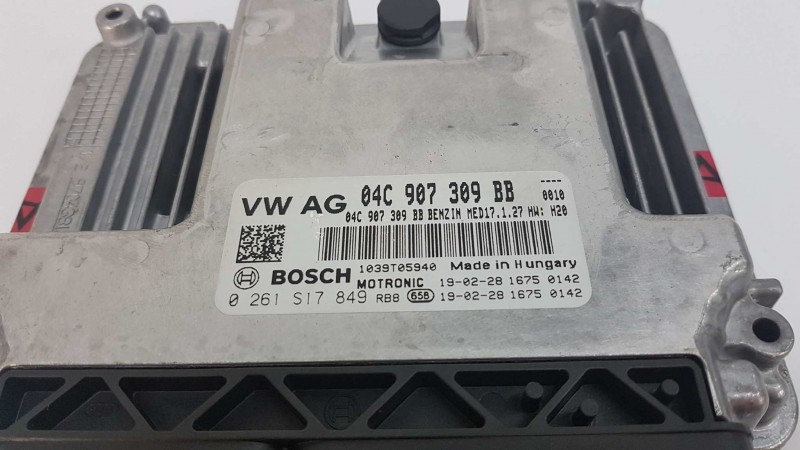 VW AG 04C 907 309 BB ----
0010
04C 907 309 BB BENZIN MED17.1.27 HW: H20
BOSCH 1039T05940 Made in Hungary
MOTRONIC 19-02-28 1675 0142
0 261 S17 849 RB8 658 19-02-28 1675 0142